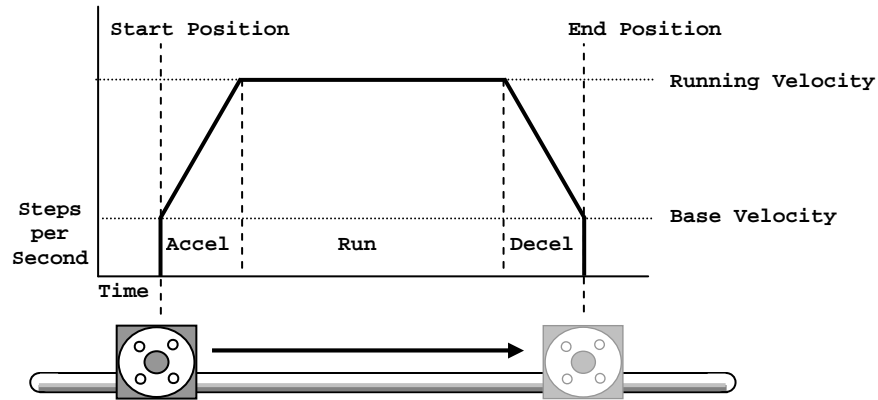 Start Position
End Position
Running Velocity
Steps
per
Second
Base Velocity
Accel
Run
Decel
Time